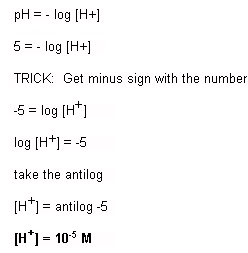 pH = - log [H+]
5 = - log [H+]
TRICK: Get minus sign with the number
-5 = log [H⁺]
log [H⁺] = -5
take the antilog
[H⁺] = antilog -5
[H⁺] = 10⁻⁵ M